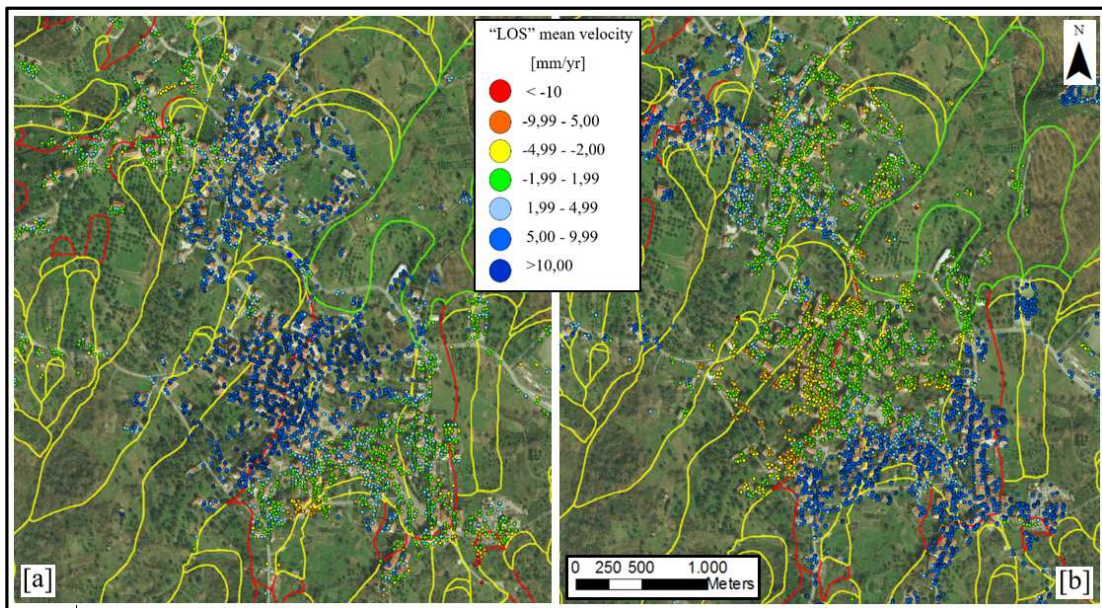 “LOS” mean velocity
[mm/yr]
< -10
-9,99 - 5,00
-4,99 - -2,00
-1,99 - 1,99
1,99 - 4,99
5,00 - 9,99
>10,00
N
[a]
0 250 500 1.000
Meters
[b]